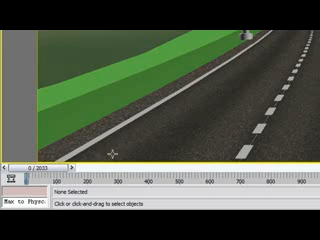 0 / 2033
100 200 300 400 500 600 700 800 900
None Selected
Max to Physc.
Click or click-and-drag to select objects